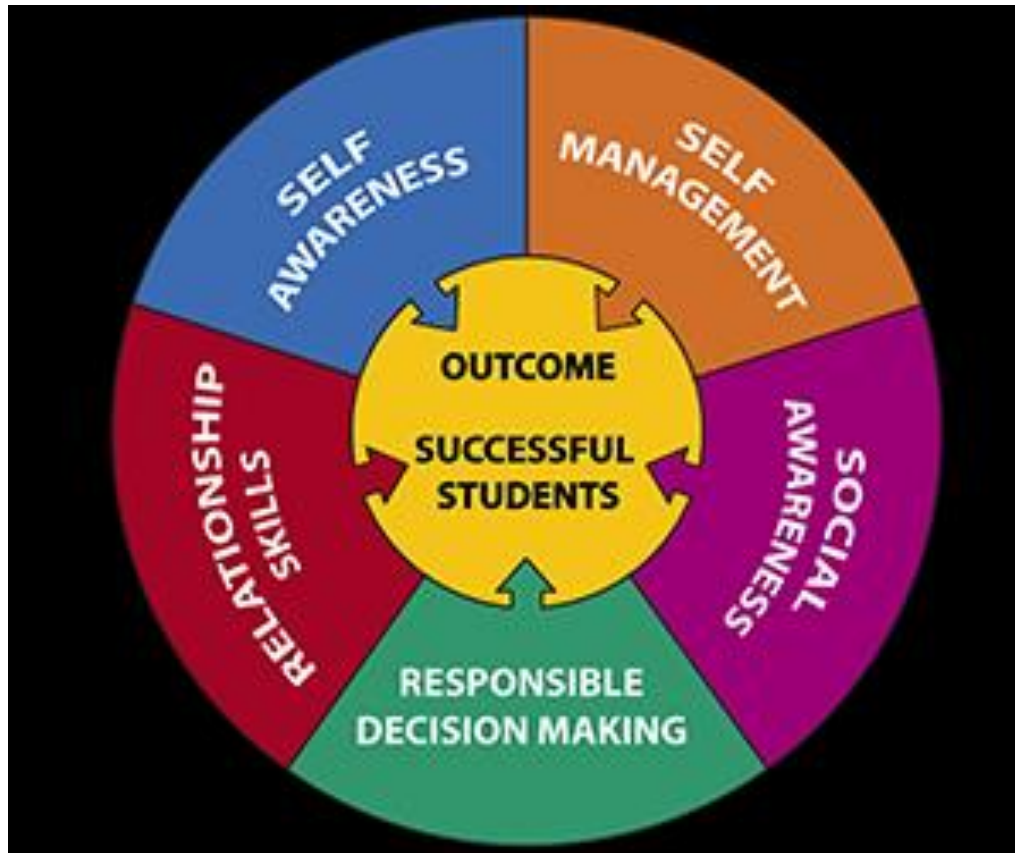 SELF
AWARENESS
SELF
MANAGEMENT
SOCIAL
AWARENESS
RESPONSIBLE
DECISION MAKING
RELATIONSHIP
SKILLS
OUTCOME
SUCCESSFUL
STUDENTS